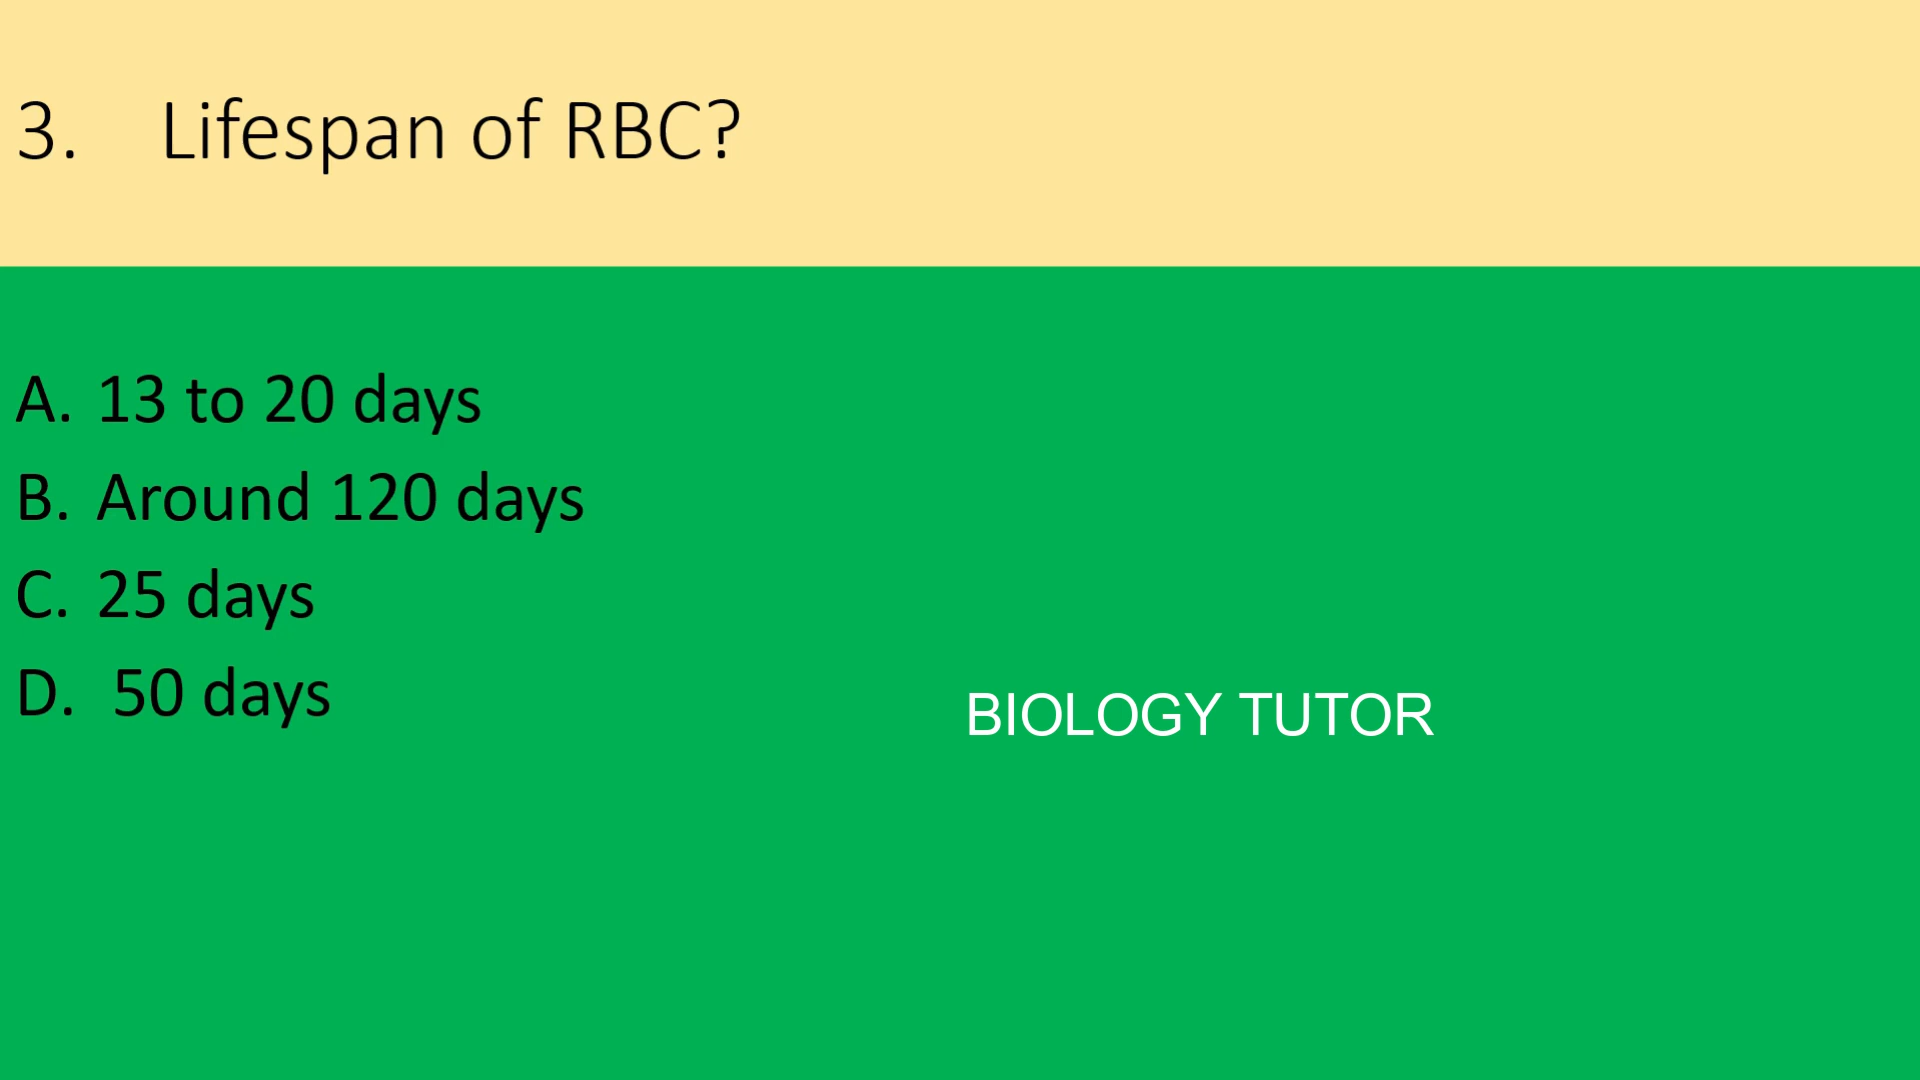 3. Lifespan of RBC?
A. 13 to 20 days
B. Around 120 days
C. 25 days
D. 50 days
BIOLOGY TUTOR